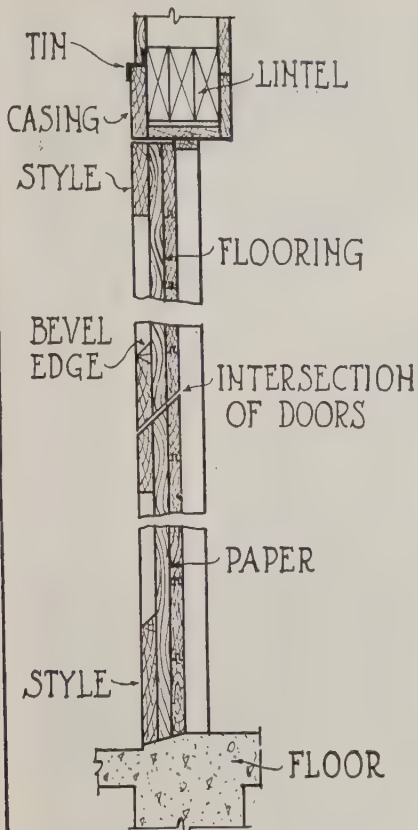 TIN
LINTEL
CASING
STYLE
FLOORING
BEVEL
EDGE
INTERSECTION
OF DOORS
PAPER
STYLE
FLOOR